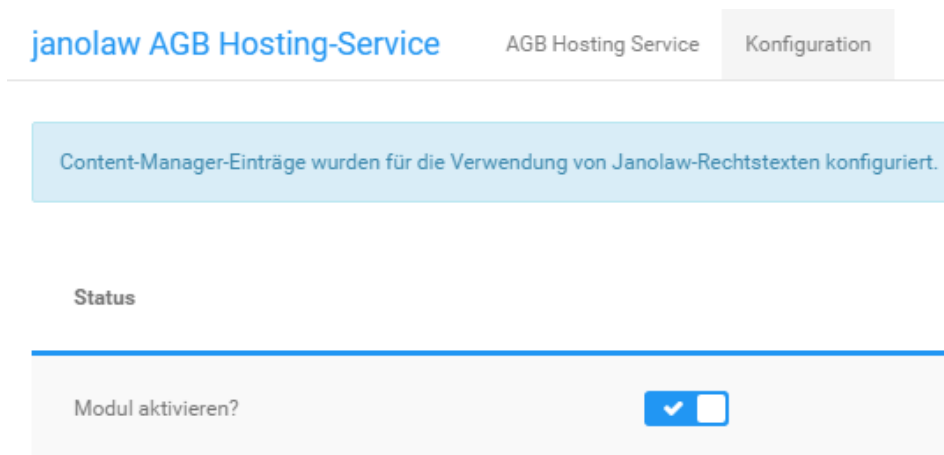 janolaw AGB Hosting-Service AGB Hosting Service Konfiguration
Content-Manager-Einträge wurden für die Verwendung von Janolaw-Rechtstexten konfiguriert.
Status
Modul aktivieren?